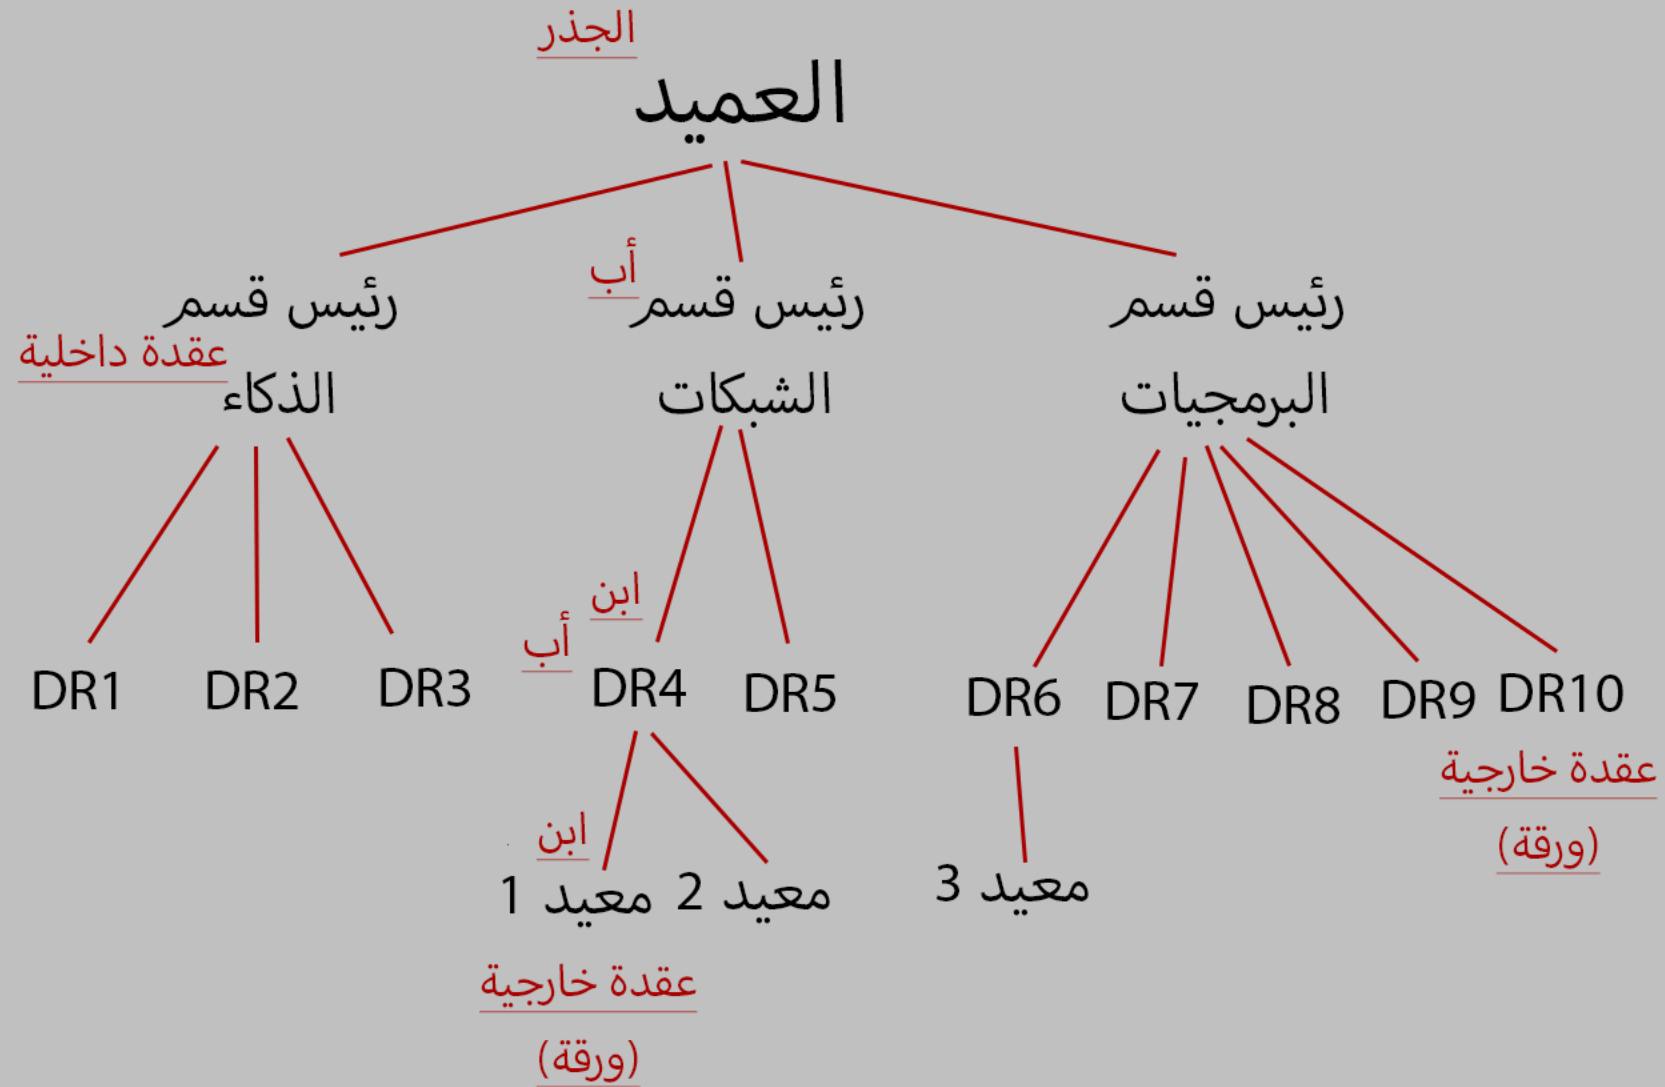 الجذر
العميد
أب
رئيس قسم
رئيس قسم
رئيس قسم
عقدة داخلية
الذكاء
الشبكات
البرمجيات
ابن
أب
DR1 DR2 DR3 DR4 DR5 DR6 DR7 DR8 DR9 DR10
عقدة خارجية
(ورقة)
ابن
معيد 1
معيد 2
معيد 3
عقدة خارجية
(ورقة)